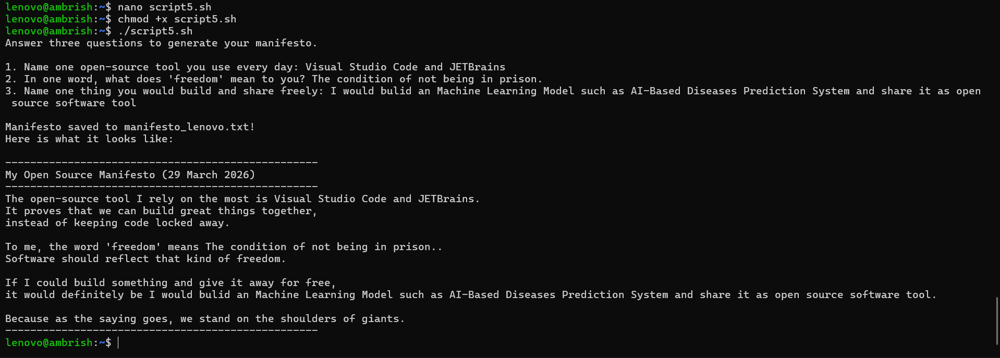 lenovo@ambrish:~$ nano script5.sh
lenovo@ambrish:~$ chmod +x script5.sh
lenovo@ambrish:~$ ./script5.sh
Answer three questions to generate your manifesto.
1. Name one open-source tool you use every day: Visual Studio Code and JETBrains
2. In one word, what does 'freedom' mean to you? The condition of not being in prison.
3. Name one thing you would build and share freely: I would bulid an Machine Learning Model such as AI-Based Diseases Prediction System and share it as open
 source software tool
Manifesto saved to manifesto_lenovo.txt!
Here is what it looks like:
--------------------------------------------------
My Open Source Manifesto (29 March 2026)
--------------------------------------------------
The open-source tool I rely on the most is Visual Studio Code and JETBrains.
It proves that we can build great things together,
instead of keeping code locked away.
To me, the word 'freedom' means The condition of not being in prison..
Software should reflect that kind of freedom.
If I could build something and give it away for free,
it would definitely be I would bulid an Machine Learning Model such as AI-Based Diseases Prediction System and share it as open source software tool.
Because as the saying goes, we stand on the shoulders of giants.
--------------------------------------------------
lenovo@ambrish:~$